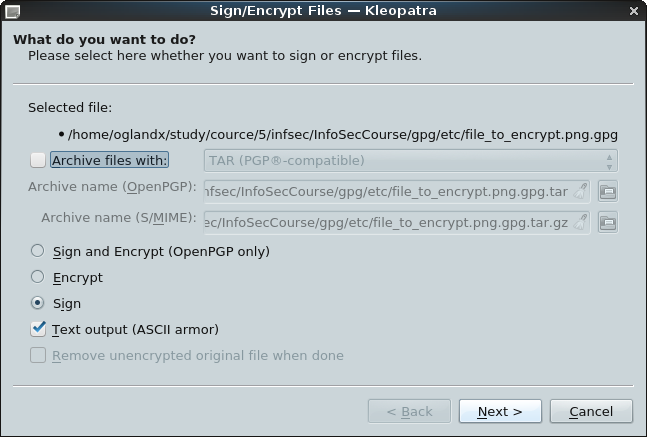 Sign/Encrypt Files — Kleopatra
What do you want to do?
Please select here whether you want to sign or encrypt files.
Selected file:
• /home/oglandx/study/cource/5/infsec/InfoSecCourse/gpg/etc/file_to_encrypt.png.gpg
Archive files with: TAR (PGP®-compatible)
Archive name (OpenPGP): nfsec/InfoSecCourse/gpg/etc/file_to_encrypt.png.gpg.tar
Archive name (S/MIME): ec/InfoSecCourse/gpg/etc/file_to_encrypt.png.gpg.tar.gz
Sign and Encrypt (OpenPGP only)
Encrypt
Sign
Text output (ASCII armor)
Remove unencrypted original file when done
< Back Next > Cancel